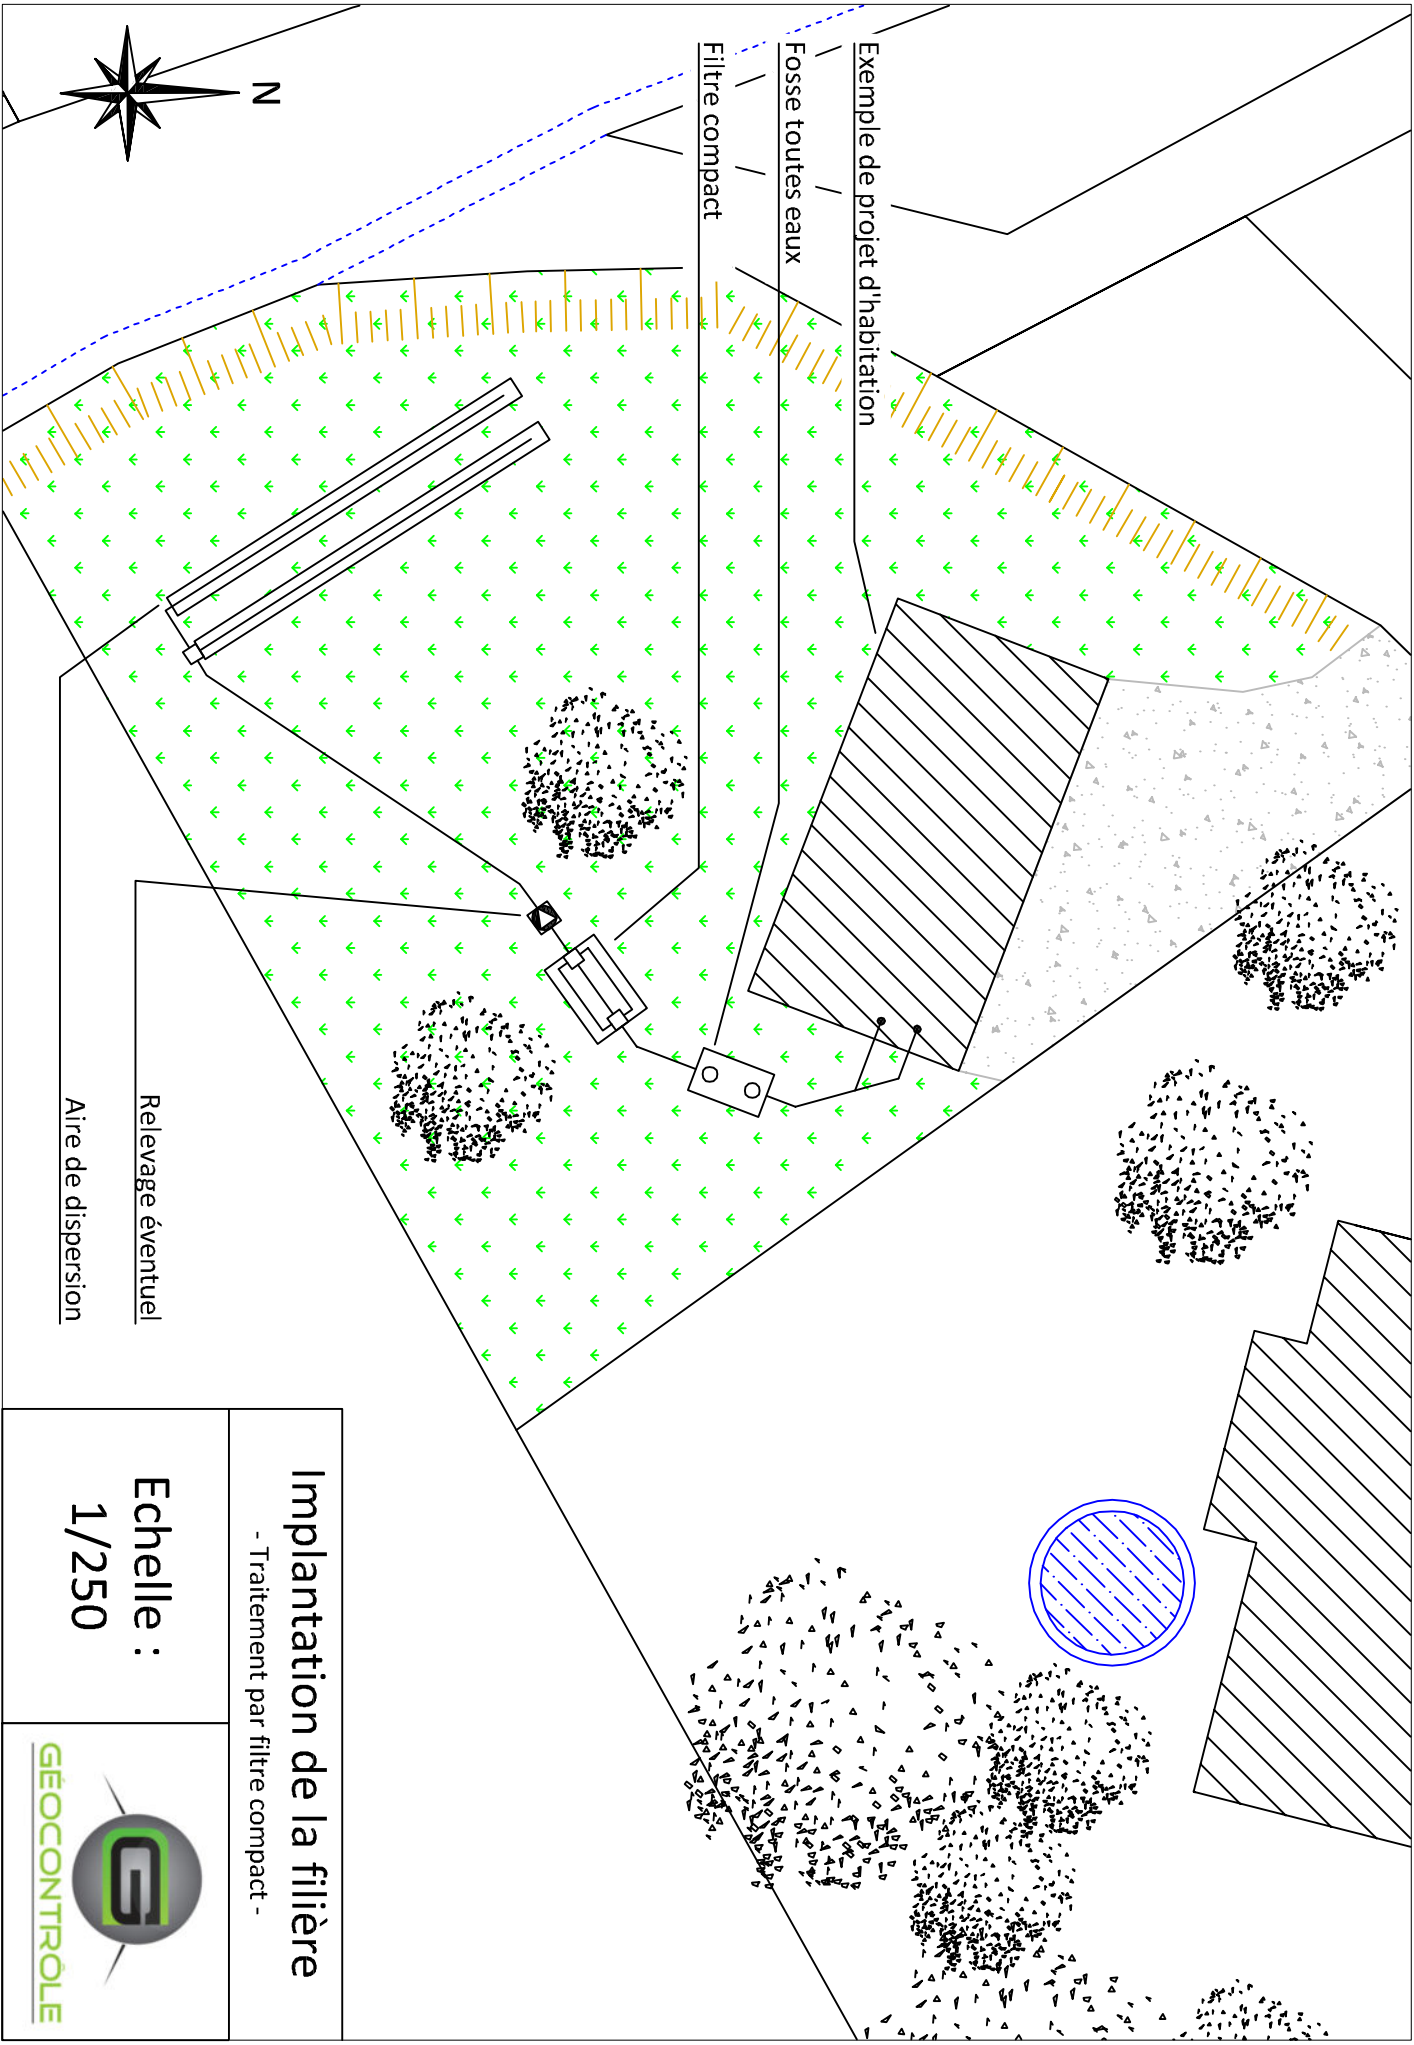 Exemple de projet d'habitation
Fosse toutes eaux
Filtre compact
N
Relevage éventuel
Aire de dispersion
Implantation de la filière
- Traitement par filtre compact -
Echelle :
1/250
G
GÉOCONTRÔLE